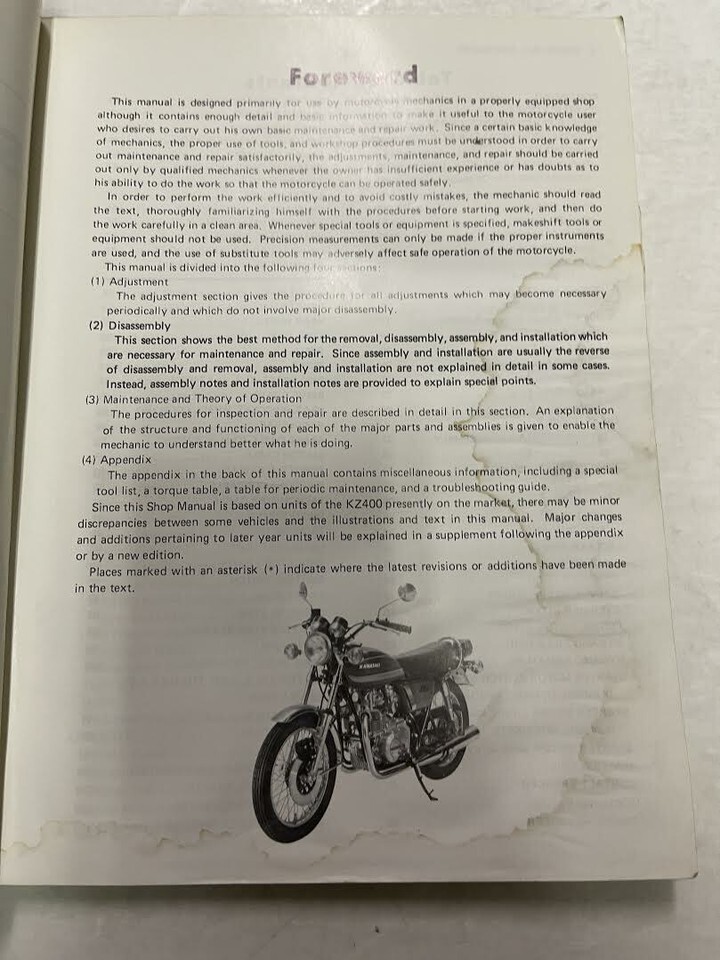 Foreword
This manual is designed primarily for use by motorcycle mechanics in a properly equipped shop
although it contains enough detail and basic information to make it useful to the motorcycle user
who desires to carry out his own basic maintenance and repair work. Since a certain basic knowledge
of mechanics, the proper use of tools, and workshop procedures must be understood in order to carry
out maintenance and repair satisfactorily, the adjustments, maintenance, and repair should be carried
out only by qualified mechanics whenever the owner has insufficient experience or has doubts as to
his ability to do the work so that the motorcycle can be operated safely.
In order to perform the work efficiently and to avoid costly mistakes, the mechanic should read
the text, thoroughly familiarizing himself with the procedures before starting work, and then do
the work carefully in a clean area. Whenever special tools or equipment is specified, makeshift tools or
equipment should not be used. Precision measurements can only be made if the proper instruments
are used, and the use of substitute tools may adversely affect safe operation of the motorcycle.
This manual is divided into the following four sections:
(1) Adjustment
The adjustment section gives the procedure for all adjustments which may become necessary
periodically and which do not involve major disassembly.
(2) Disassembly
This section shows the best method for the removal, disassembly, assembly, and installation which
are necessary for maintenance and repair. Since assembly and installation are usually the reverse
of disassembly and removal, assembly and installation are not explained in detail in some cases.
Instead, assembly notes and installation notes are provided to explain special points.
(3) Maintenance and Theory of Operation
The procedures for inspection and repair are described in detail in this section. An explanation
of the structure and functioning of each of the major parts and assemblies is given to enable the
mechanic to understand better what he is doing.
(4) Appendix
The appendix in the back of this manual contains miscellaneous information, including a special
tool list, a torque table, a table for periodic maintenance, and a troubleshooting guide.
Since this Shop Manual is based on units of the KZ400 presently on the market, there may be minor
discrepancies between some vehicles and the illustrations and text in this manual. Major changes
and additions pertaining to later year units will be explained in a supplement following the appendix
or by a new edition.
Places marked with an asterisk (*) indicate where the latest revisions or additions have been made
in the text.
KAWASAKI